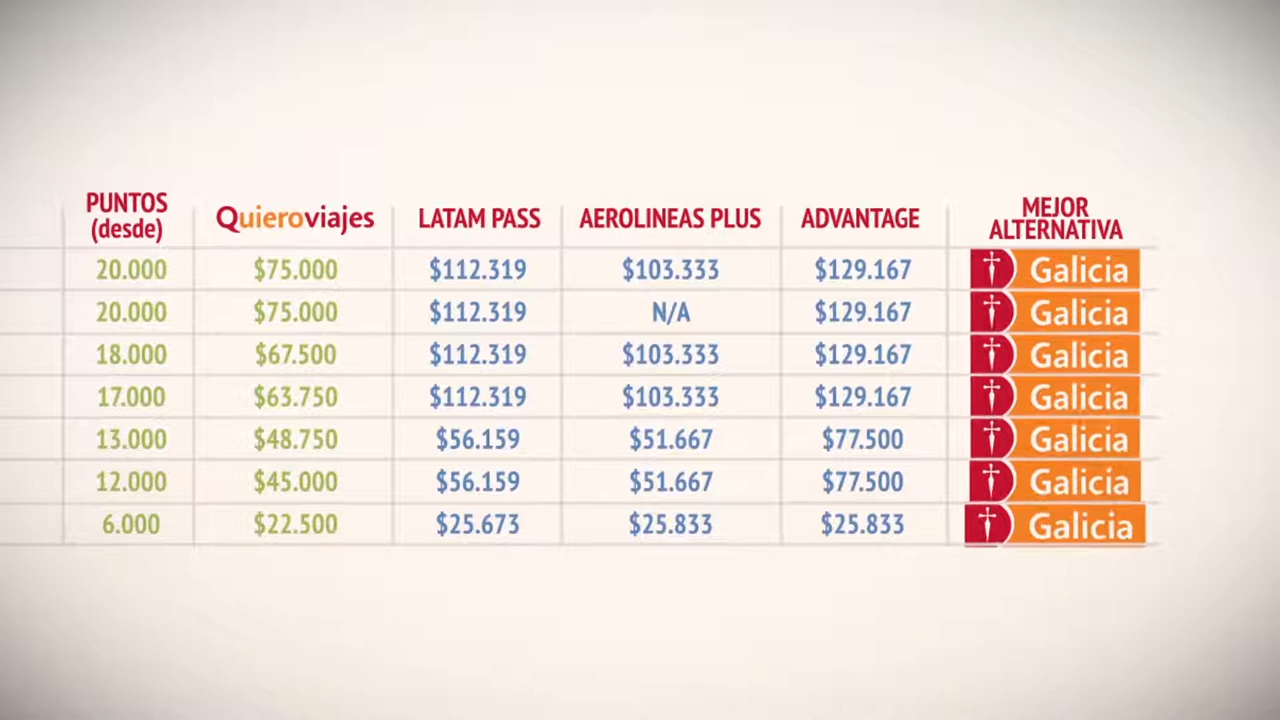 PUNTOS (desde) Quieroviajes LATAM PASS AEROLINEAS PLUS ADVANTAGE MEJOR ALTERNATIVA
20.000 $75.000 $112.319 $103.333 $129.167 Galicia
20.000 $75.000 $112.319 N/A $129.167 Galicia
18.000 $67.500 $112.319 $103.333 $129.167 Galicia
17.000 $63.750 $112.319 $103.333 $129.167 Galicia
13.000 $48.750 $56.159 $51.667 $77.500 Galicia
12.000 $45.000 $56.159 $51.667 $77.500 Galicia
6.000 $22.500 $25.673 $25.833 $25.833 Galicia